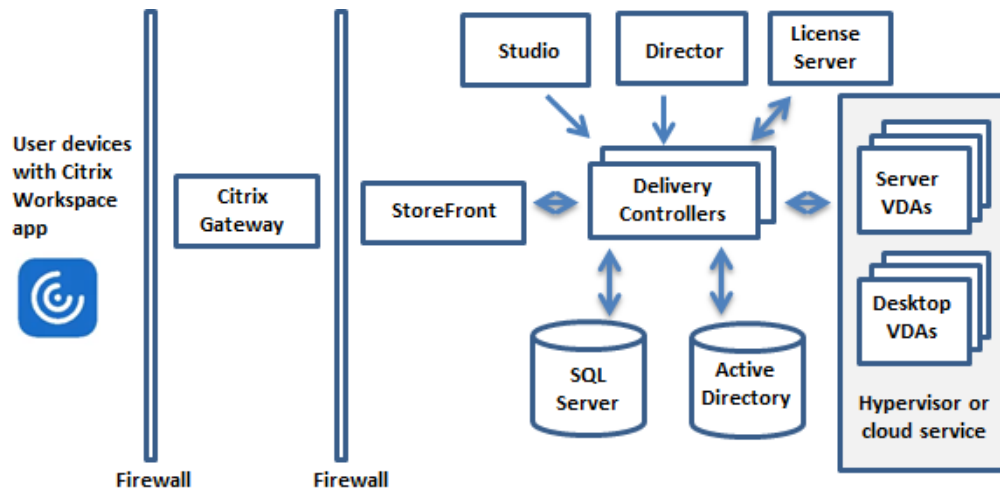 Studio
Director
License
Server
User devices
with Citrix
Workspace
app
Citrix
Gateway
StoreFront
Delivery
Controllers
Server
VDAs
Desktop
VDAs
SQL
Server
Active
Directory
Hypervisor or
cloud service
Firewall
Firewall